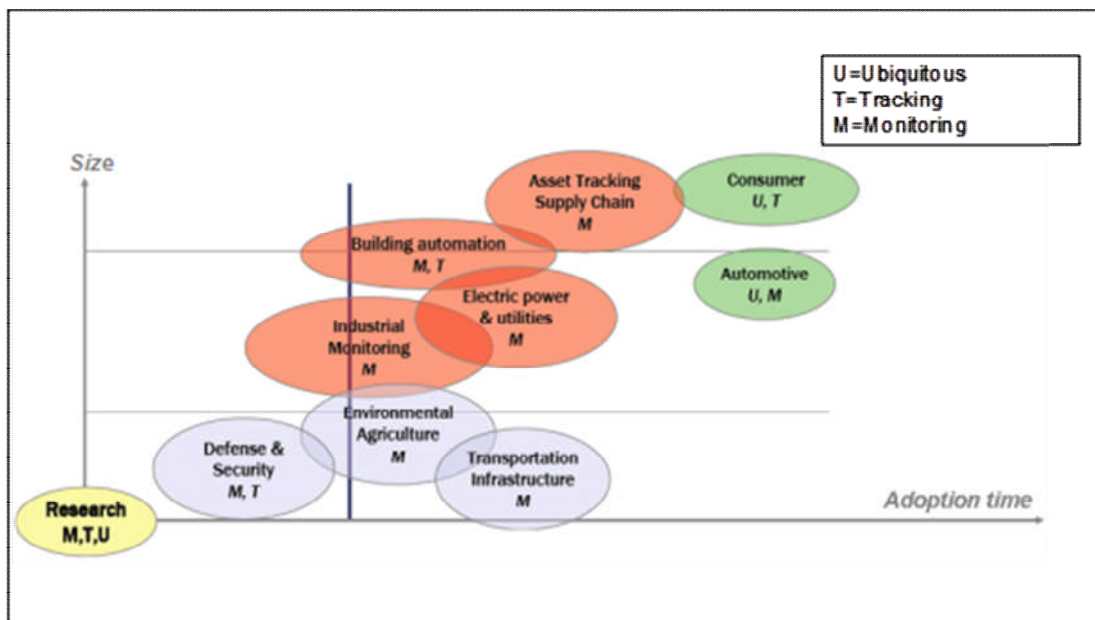 U=Ubiquitous
T=Tracking
M=Monitoring
Size
Asset Tracking
Supply Chain
M
Consumer
U, T
Building automation
M, T
Automotive
U, M
Electric power
& utilities
M
Industrial
Monitoring
M
Environmental
Agriculture
M
Defense &
Security
M, T
Transportation
Infrastructure
M
Research
M,T,U
Adoption time